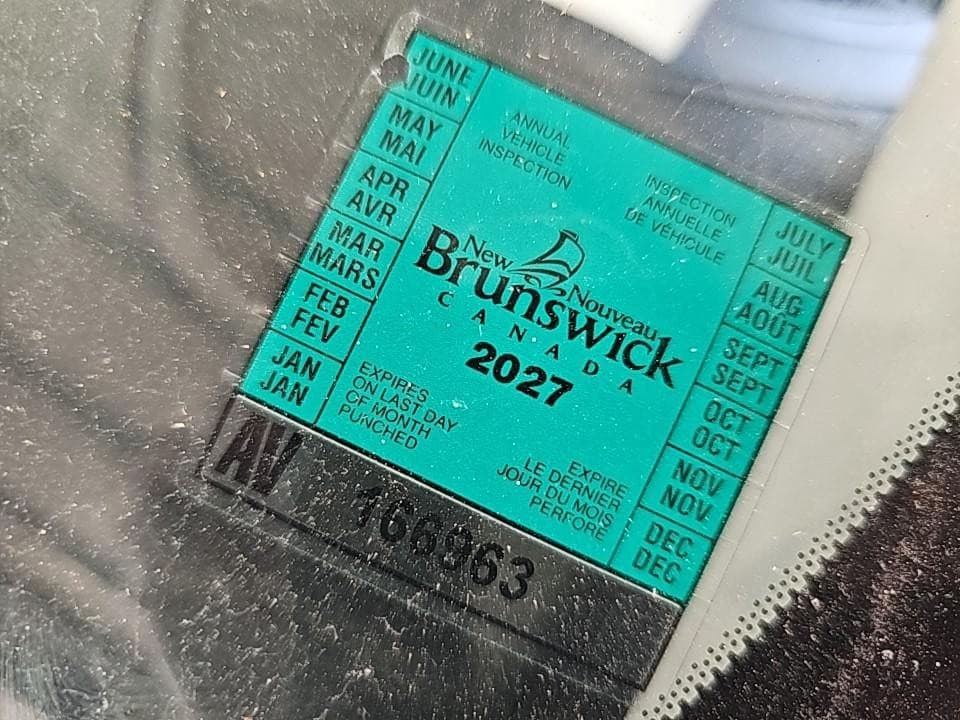 JUNE
JUIN
MAY
MAI
APR
AVR
MAR
MARS
FEB
FEV
JAN
JAN
ANNUAL
VEHICLE
INSPECTION
INSPECTION
ANNUELLE
DE VÉHICULE
New Nouveau
Brunswick
CANADA
2027
EXPIRES
ON LAST DAY
OF MONTH
PUNCHED
EXPIRE
LE DERNIER
JOUR DU MOIS
PERFORÉ
JULY
JUIL
AUG
AOÛT
SEPT
SEPT
OCT
OCT
NOV
NOV
DEC
DEC
AV 166963